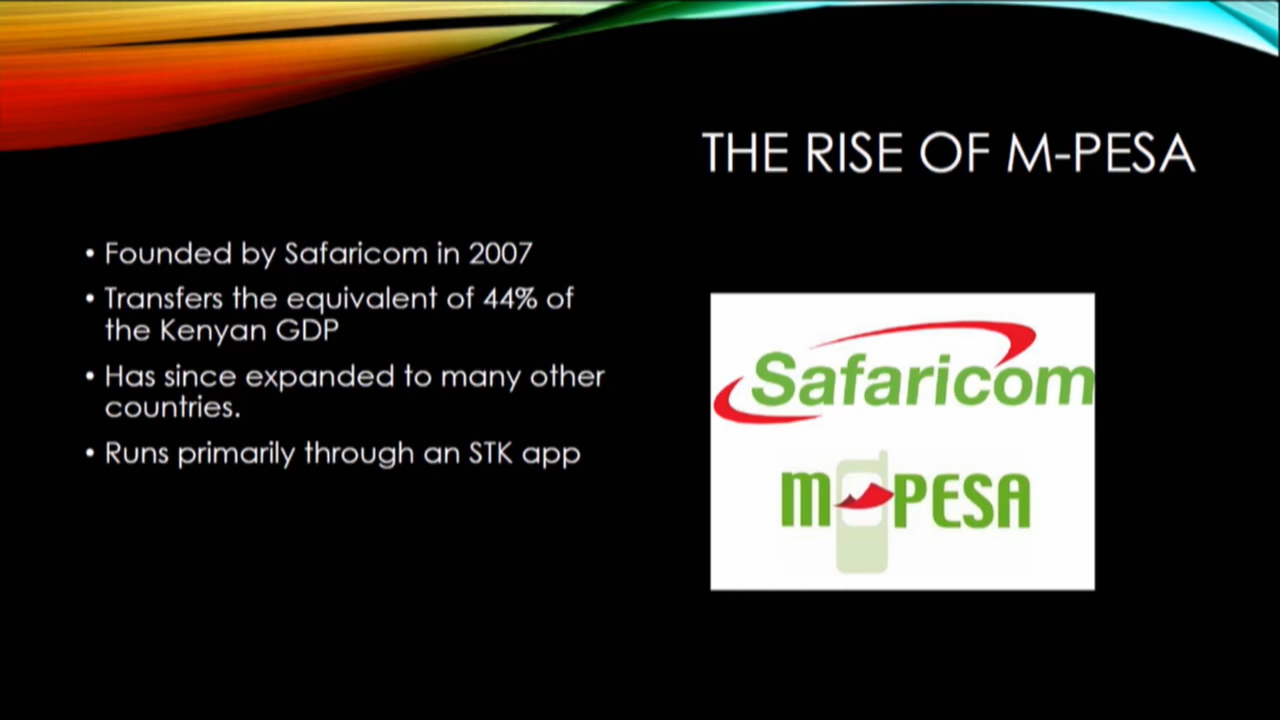 THE RISE OF M-PESA
• Founded by Safaricom in 2007
• Transfers the equivalent of 44% of
the Kenyan GDP
• Has since expanded to many other
countries.
• Runs primarily through an STK app
Safaricom
m PESA